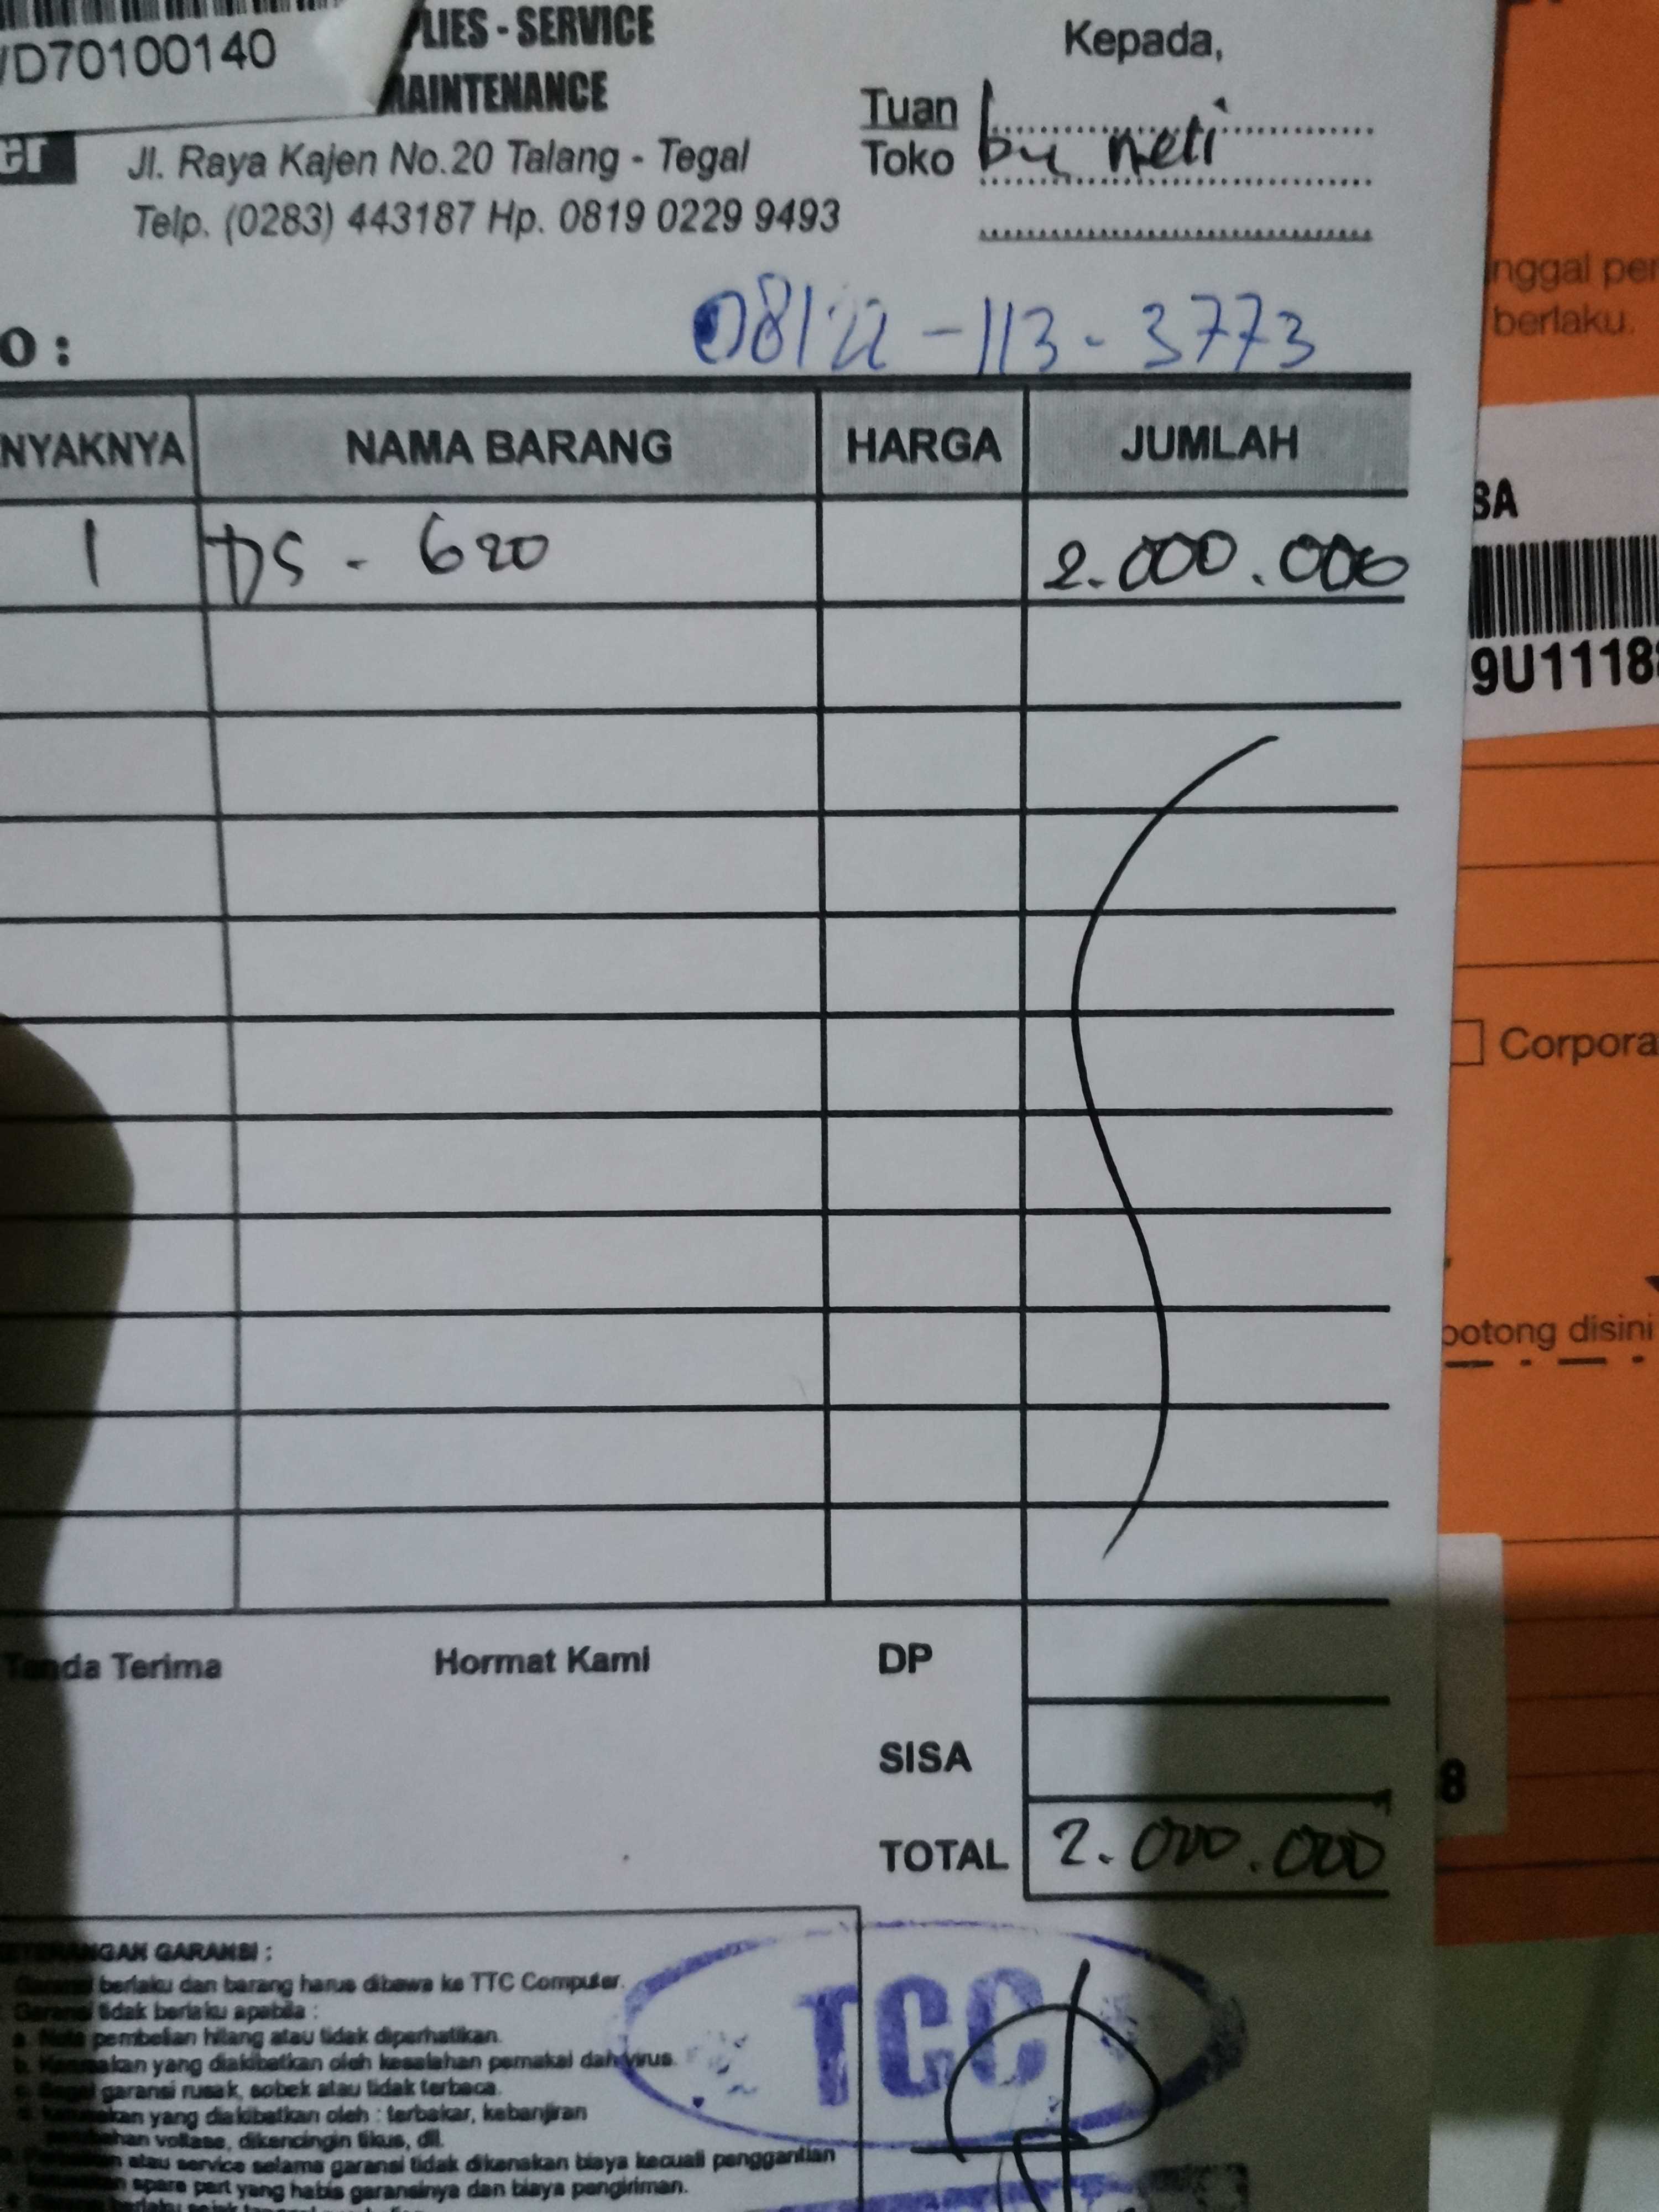 /D70100140
PLIES - SERVICE
MAINTENANCE
er
Jl. Raya Kajen No.20 Talang - Tegal
Telp. (0283) 443187 Hp. 0819 0229 9493
Kepada,
Tuan
Toko bu neti
O :
08122-113-3773
NYAKNYA NAMA BARANG HARGA JUMLAH
1 DS - 620 2.000.000
Tanda Terima Hormat Kami DP
SISA
TOTAL 2.000.000
KETERANGAN GARANSI :
Garansi berlaku dan barang harus dibawa ke TTC Computer.
Garansi tidak berlaku apabila :
a. Nota pembelian hilang atau tidak diperhatikan.
b. Kerusakan yang diakibatkan oleh kesalahan pemakai dah virus.
c. Segel garansi rusak, sobek atau tidak terbaca.
d. Kerusakan yang diakibatkan oleh : terbakar, kebanjiran
voltase, dikencingin tikus, dll.
atau service selama garansi tidak dikenakan biaya kecuali penggantian
spare part yang habis garansinya dan biaya pengiriman.
TCC
nggal per
berlaku.
SA
9U1118
Corpora
potong disini
8